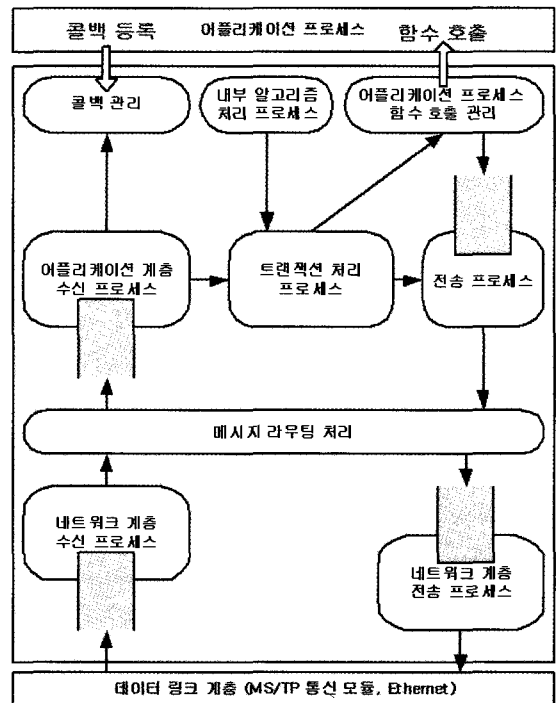 콜백 등록 어플리케이션 프로세스 함수 호출
콜백 관리
내부 알고리즘
처리 프로세스
어플리케이션 프로세스
함수 호출 관리
어플리케이션 계층
수신 프로세스
트랜잭션 처리
프로세스
전송 프로세스
메시지 라우팅 처리
네트워크 계층
수신 프로세스
네트워크 계층
전송 프로세스
데이터 링크 계층 (MS/TP 통신 모듈, Ethernet)